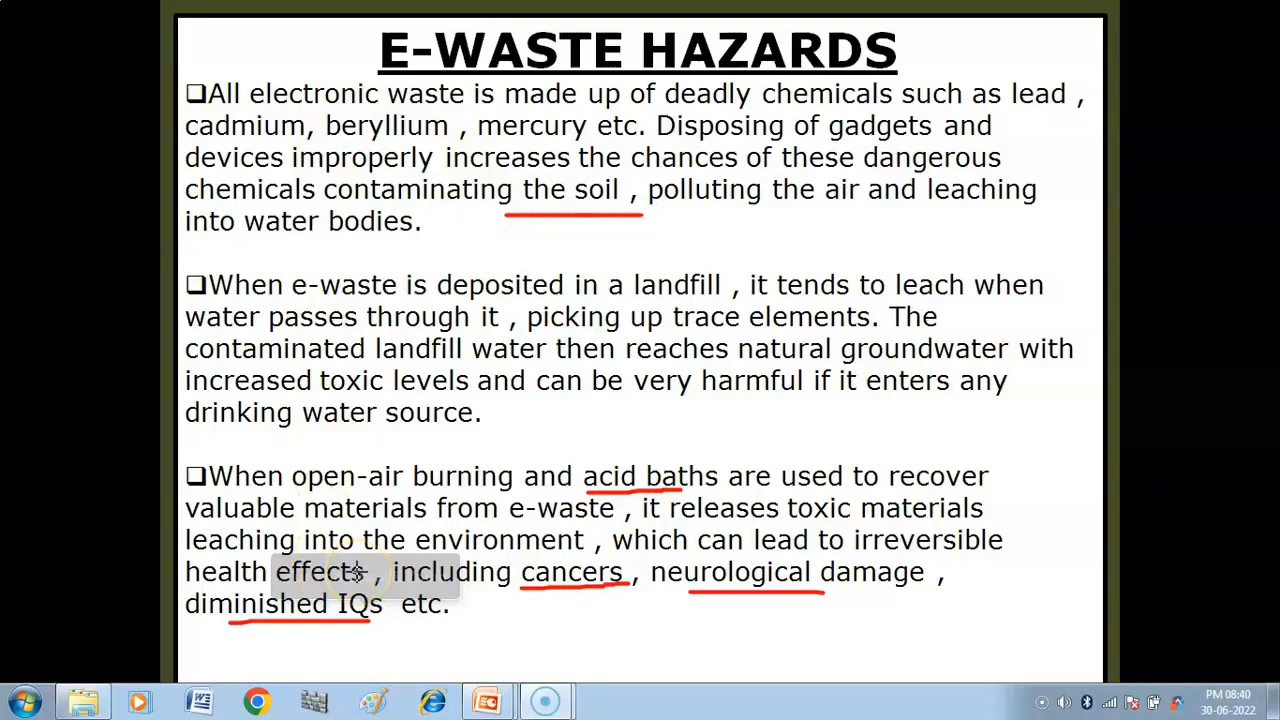 E-WASTE HAZARDS
❑All electronic waste is made up of deadly chemicals such as lead ,
cadmium, beryllium , mercury etc. Disposing of gadgets and
devices improperly increases the chances of these dangerous
chemicals contaminating the soil , polluting the air and leaching
into water bodies.
❑When e-waste is deposited in a landfill , it tends to leach when
water passes through it , picking up trace elements. The
contaminated landfill water then reaches natural groundwater with
increased toxic levels and can be very harmful if it enters any
drinking water source.
❑When open-air burning and acid baths are used to recover
valuable materials from e-waste , it releases toxic materials
leaching into the environment , which can lead to irreversible
health effects , including cancers , neurological damage ,
diminished IQs etc.
PM 08:40
30-06-2022